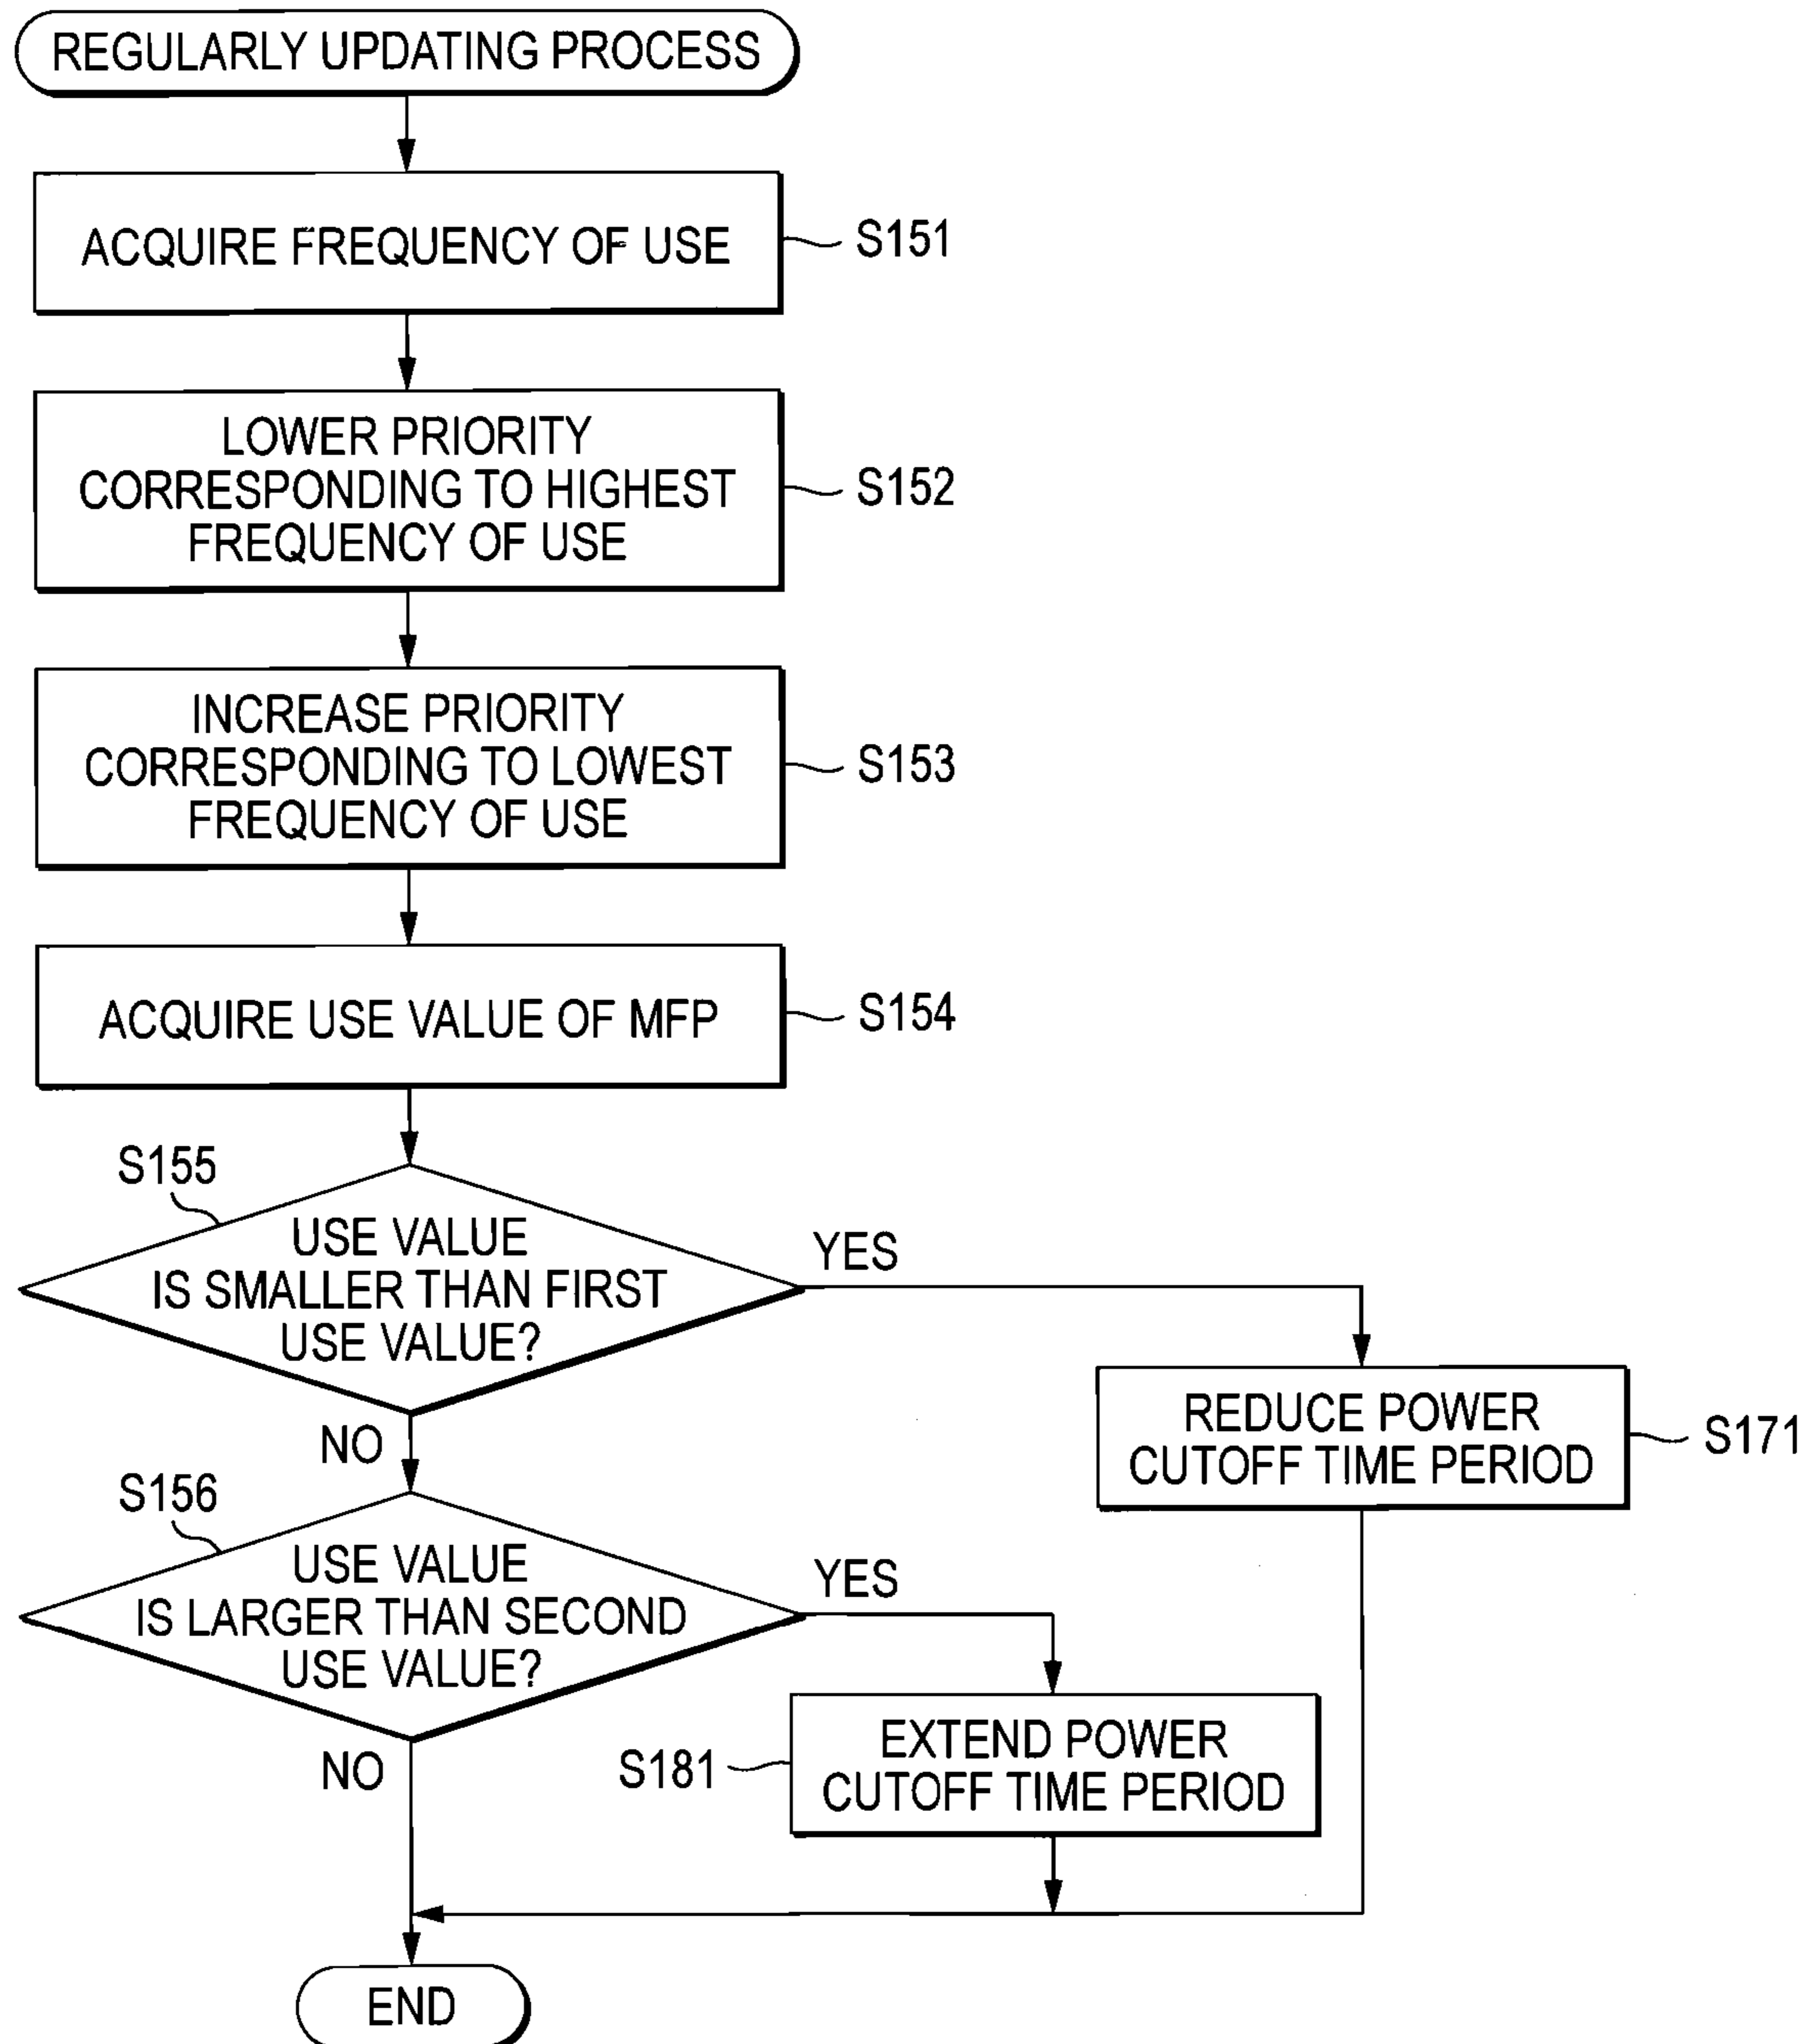 REGULARLY UPDATING PROCESS
ACQUIRE FREQUENCY OF USE
S151
LOWER PRIORITY
CORRESPONDING TO HIGHEST
FREQUENCY OF USE
S152
INCREASE PRIORITY
CORRESPONDING TO LOWEST
FREQUENCY OF USE
S153
ACQUIRE USE VALUE OF MFP
S154
S155
USE VALUE
IS SMALLER THAN FIRST
USE VALUE?
YES
NO
REDUCE POWER
CUTOFF TIME PERIOD
S171
S156
USE VALUE
IS LARGER THAN SECOND
USE VALUE?
YES
NO
S181
EXTEND POWER
CUTOFF TIME PERIOD
END